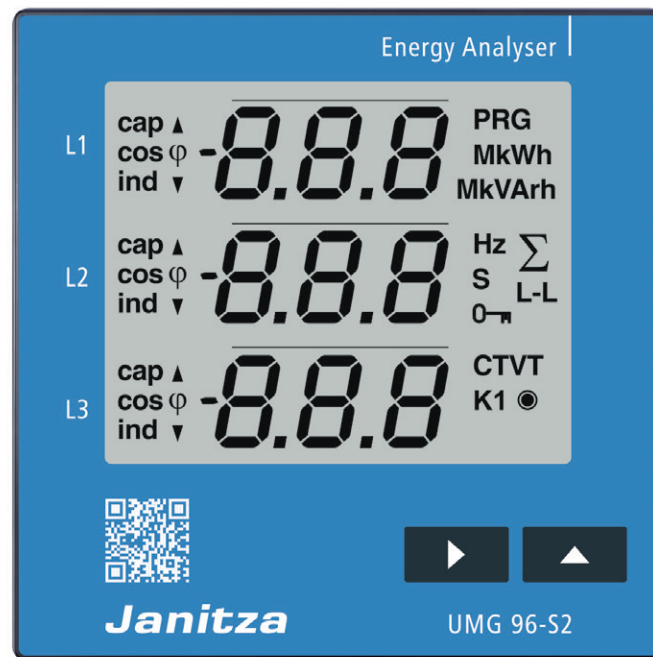 Energy Analyser
L1
cap ▲
cos φ
ind ▼
-8.8.8
PRG
MkWh
MkVArh
L2
cap ▲
cos φ
ind ▼
-8.8.8
Hz Σ
S
L-L
L3
cap ▲
cos φ
ind ▼
-8.8.8
CTVT
K1
Janitza
UMG 96-S2